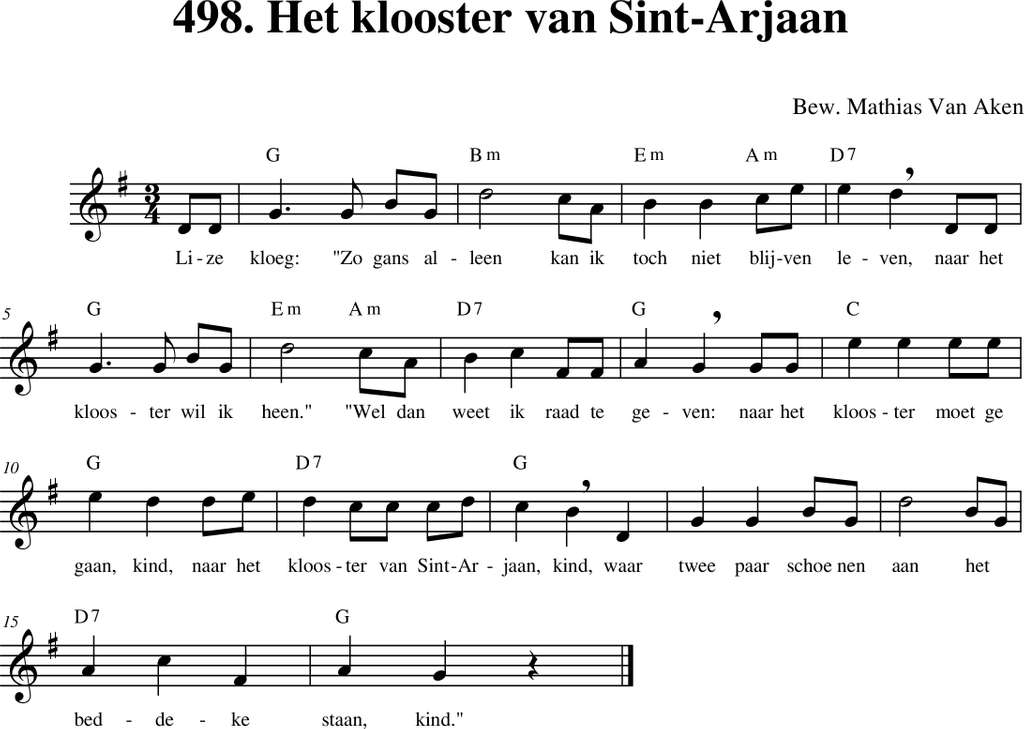 498. Het klooster van Sint-Arjaan
Bew. Mathias Van Aken
G Bm Em Am D7
3/4
Li - ze kloeg: "Zo gans al - leen kan ik toch niet blij-ven le - ven, naar het
5 G Em Am D7 G C
kloos - ter wil ik heen." "Wel dan weet ik raad te ge - ven: naar het kloos - ter moet ge
10 G D7 G
gaan, kind, naar het kloos - ter van Sint-Ar - jaan, kind, waar twee paar schoe nen aan het
15 D7 G
bed - de - ke staan, kind."